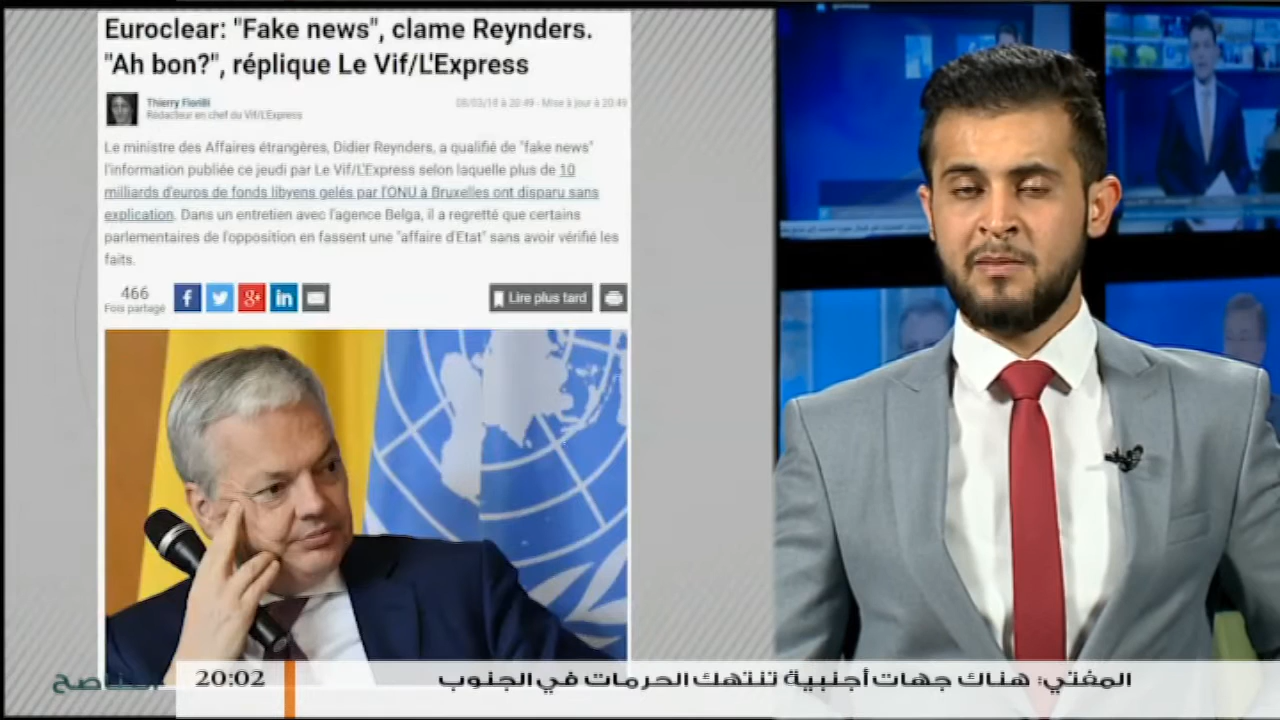 Euroclear: "Fake news", clame Reynders.
"Ah bon?", réplique Le Vif/L'Express
Thierry Fiorilli
Rédacteur en chef du Vif/L'Express
08/03/18 à 20:49 - Mise à jour à 20:49
Le ministre des Affaires étrangères, Didier Reynders, a qualifié de "fake news"
l'information publiée ce jeudi par Le Vif/L'Express selon laquelle plus de 10
milliards d'euros de fonds libyens gelés par l'ONU à Bruxelles ont disparu sans
explication. Dans un entretien avec l'agence Belga, il a regretté que certains
parlementaires de l'opposition en fassent une "affaire d'Etat" sans avoir vérifié les
faits.
466
Fois partagé
Lire plus tard
20:02
المفتي: هناك جهات أجنبية تنتهك الحرمات في الجنوب